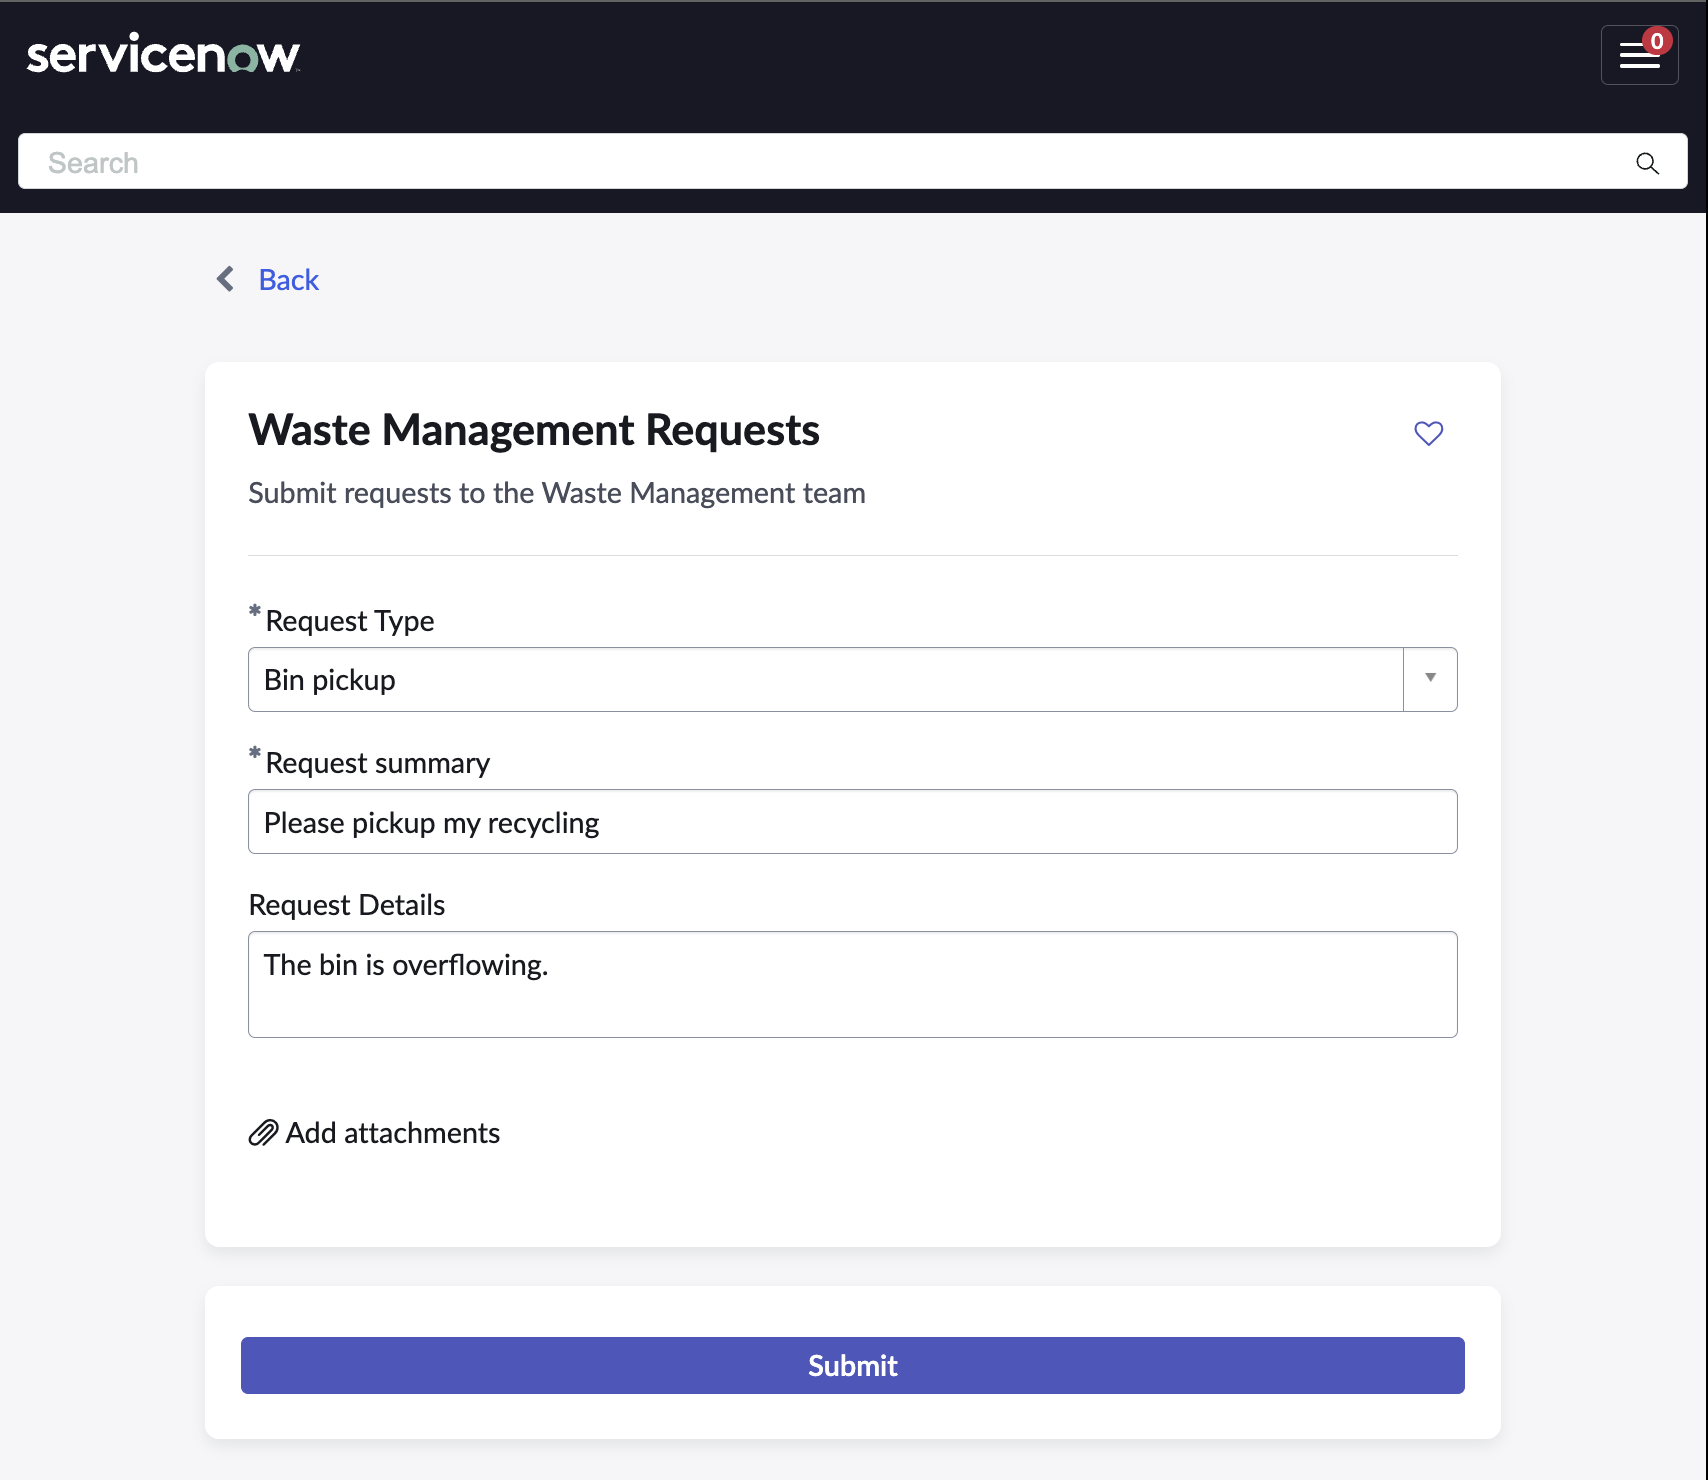 servicenow
0
Search
Back
Waste Management Requests
Submit requests to the Waste Management team
* Request Type
Bin pickup
* Request summary
Please pickup my recycling
Request Details
The bin is overflowing.
Add attachments
Submit